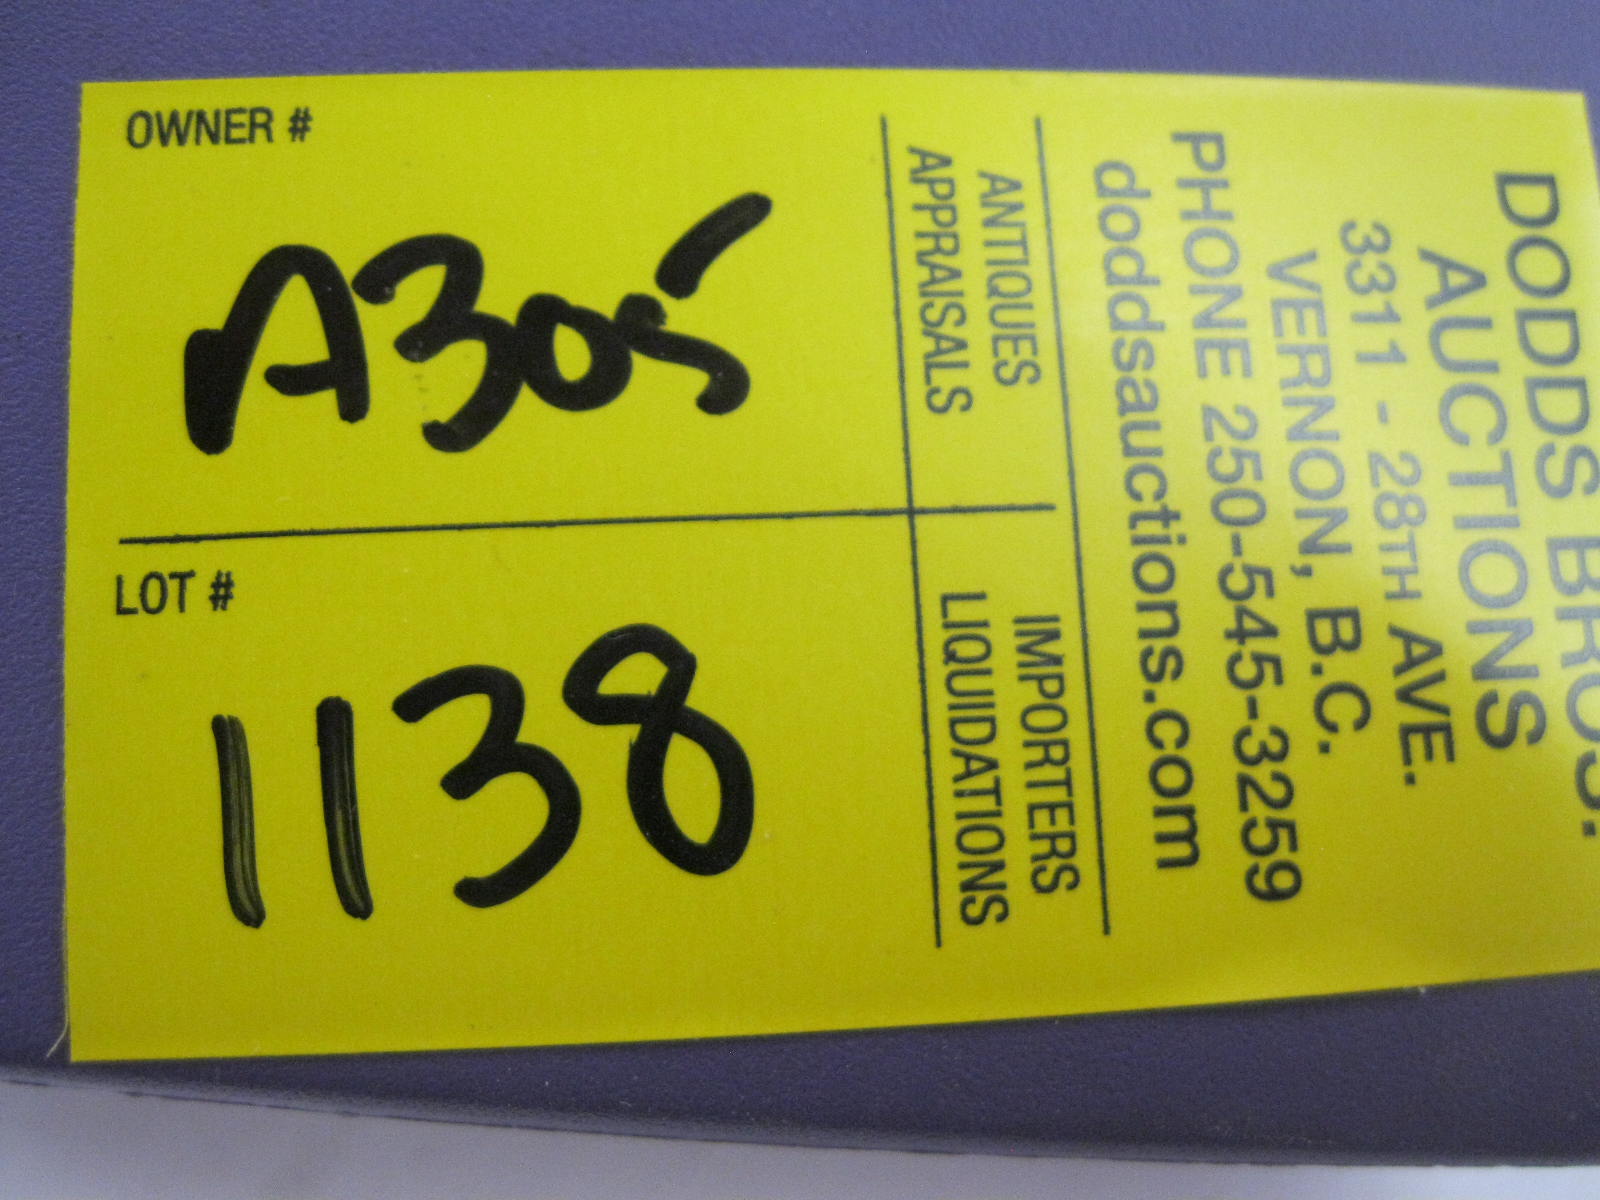 DODDS BROS.
AUCTIONS
3311 - 28TH AVE.
VERNON, B.C.
PHONE 250-545-3259
doddsauctions.com
ANTIQUES
APPRAISALS
IMPORTERS
LIQUIDATIONS
OWNER #
A305
LOT #
1138